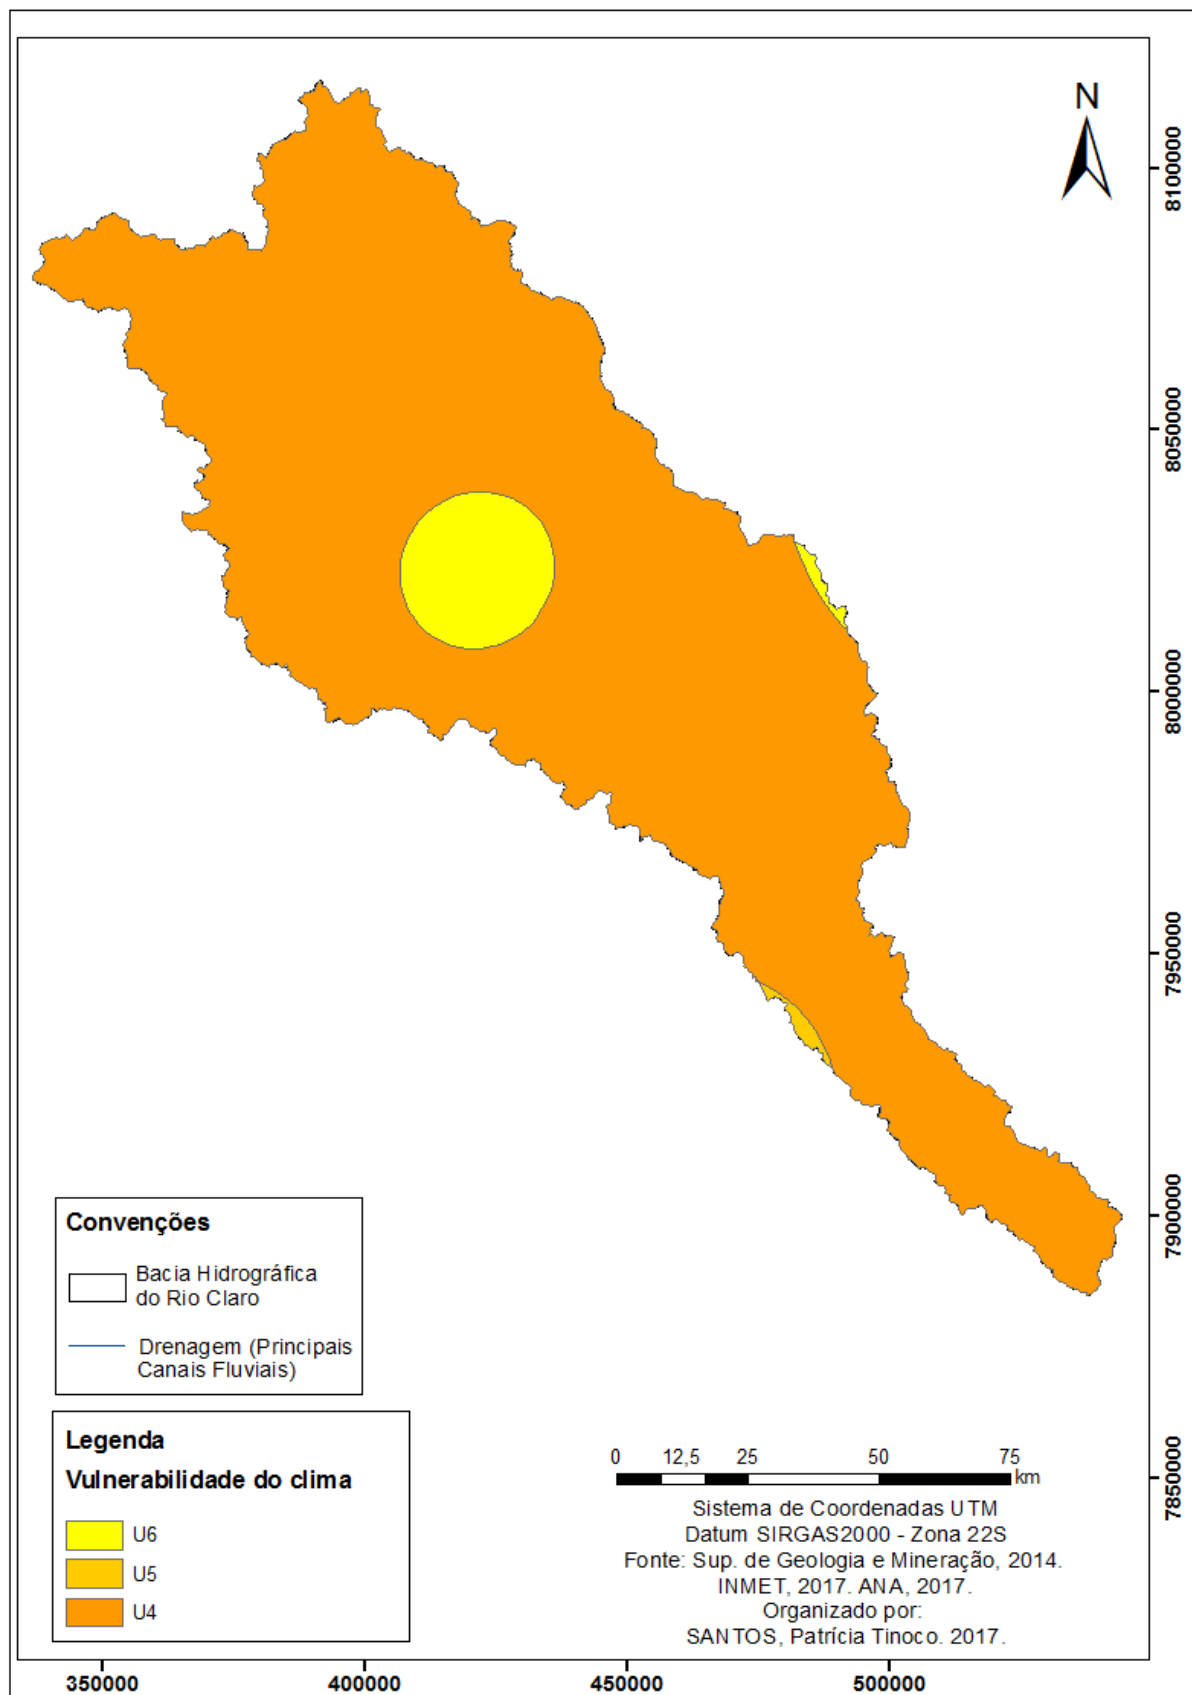 N
8100000
8050000
8000000
7950000
7900000
7850000
Convenções
Bacia Hidrográfica
do Rio Claro
Drenagem (Principais
Canais Fluviais)
Legenda
Vulnerabilidade do clima
U6
U5
U4
0 12,5 25 50 75
km
Sistema de Coordenadas UTM
Datum SIRGAS2000 - Zona 22S
Fonte: Sup. de Geologia e Mineração, 2014.
INMET, 2017. ANA, 2017.
Organizado por:
SANTOS, Patrícia Tinoco. 2017.
350000 400000 450000 500000